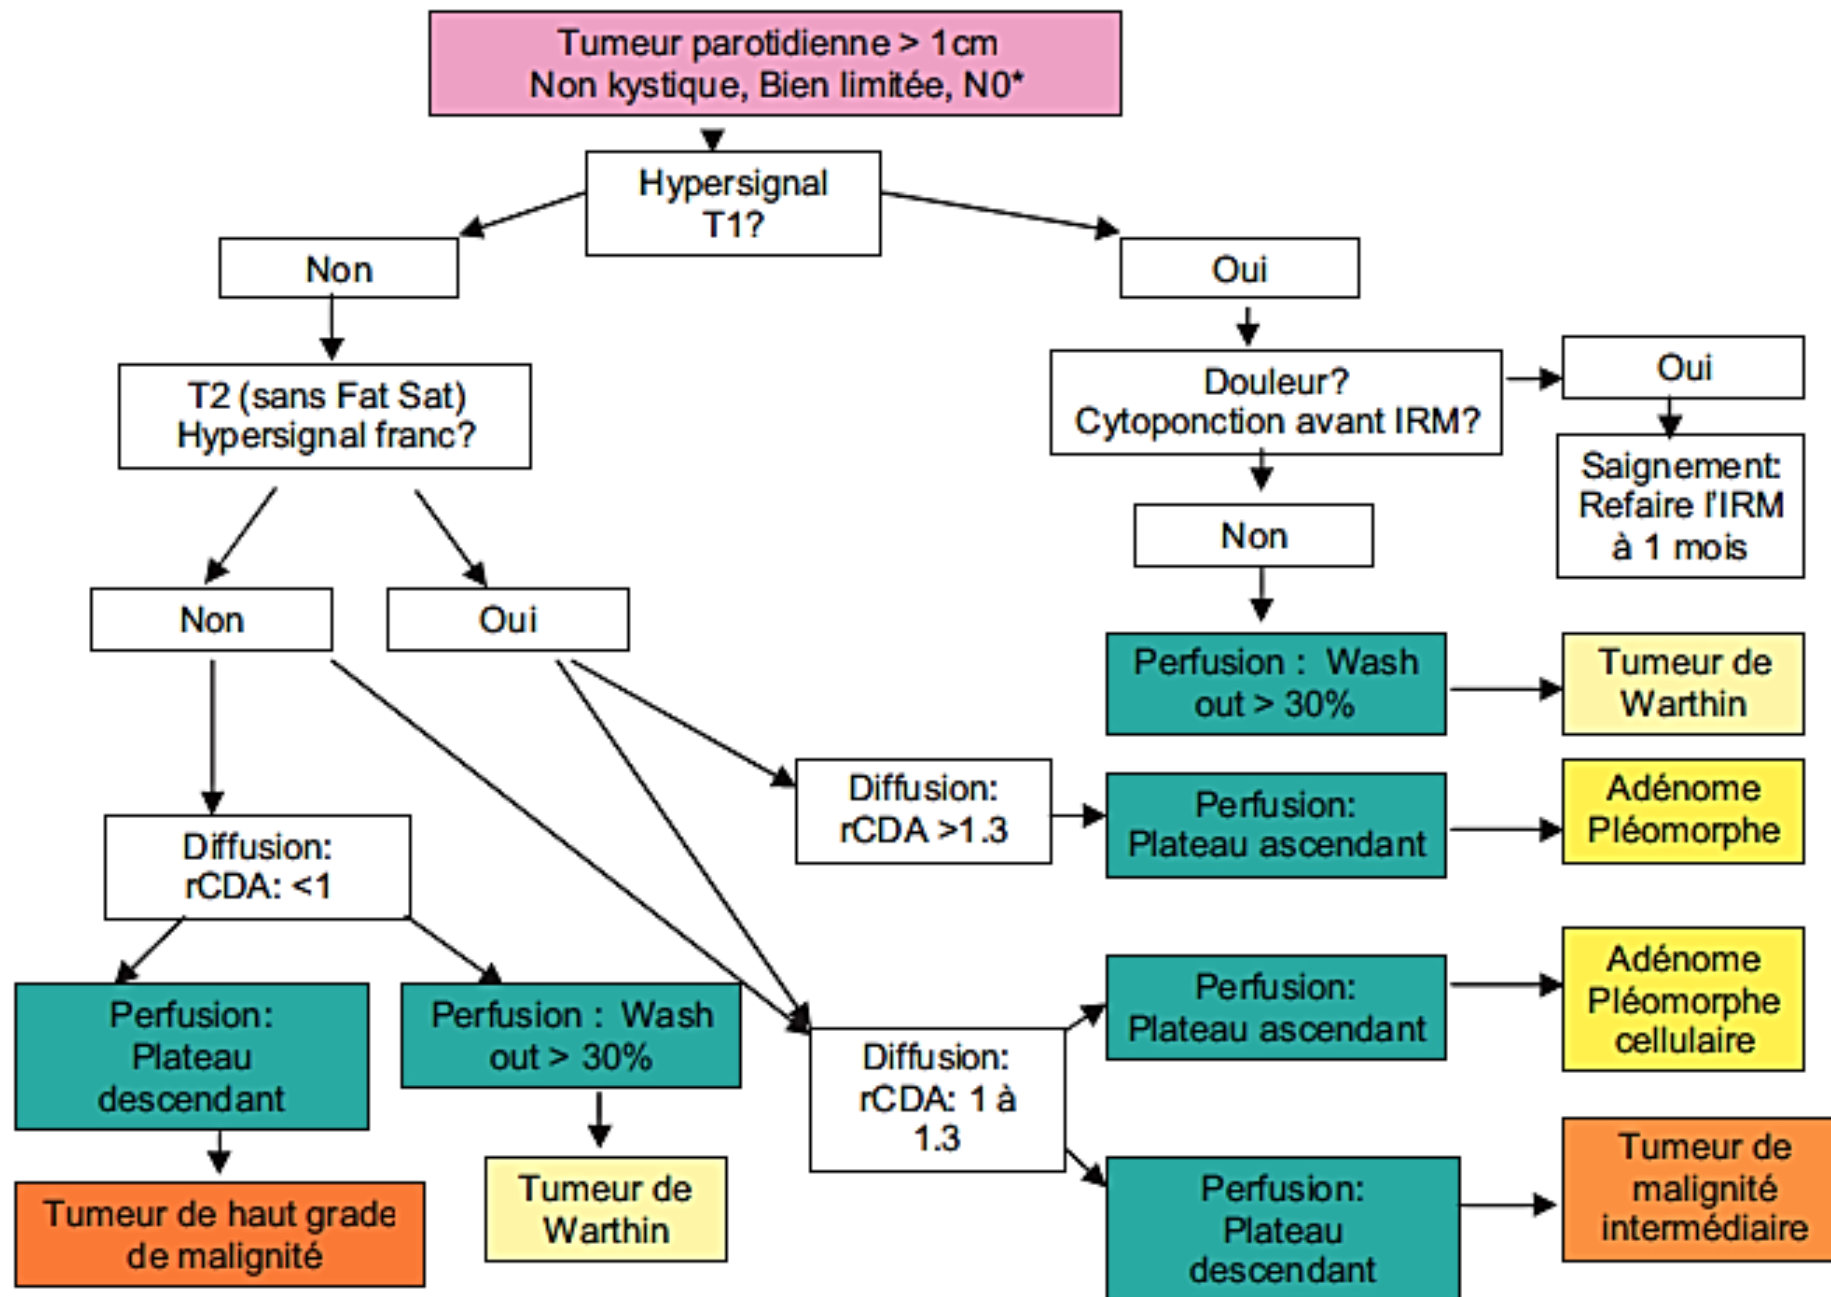 Tumeur parotidienne > 1cm
Non kystique, Bien limitée, N0*
Hypersignal
T1?
Non
Oui
T2 (sans Fat Sat)
Hypersignal franc?
Douleur?
Cytoponction avant IRM?
Oui
Saignement:
Refaire l'IRM
à 1 mois
Non
Non
Oui
Perfusion : Wash
out > 30%
Tumeur de
Warthin
Diffusion:
rCDA >1.3
Perfusion:
Plateau ascendant
Adénome
Pléomorphe
Diffusion:
rCDA: <1
Perfusion:
Plateau
descendant
Perfusion : Wash
out > 30%
Diffusion:
rCDA: 1 à
1.3
Perfusion:
Plateau ascendant
Adénome
Pléomorphe
cellulaire
Tumeur de haut grade
de malignité
Tumeur de
Warthin
Perfusion:
Plateau
descendant
Tumeur de
malignité
intermédiaire